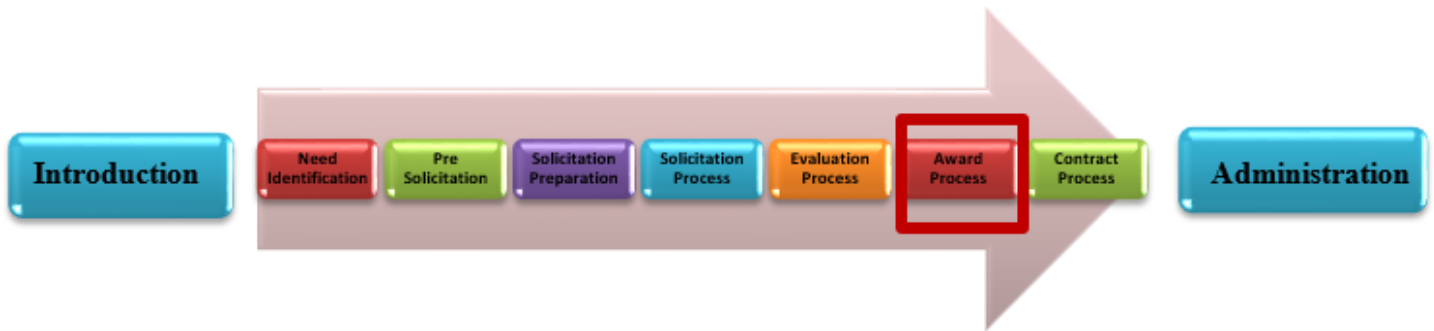 Introduction
Need
Identification
Pre
Solicitation
Solicitation
Preparation
Solicitation
Process
Evaluation
Process
Award
Process
Contract
Process
Administration